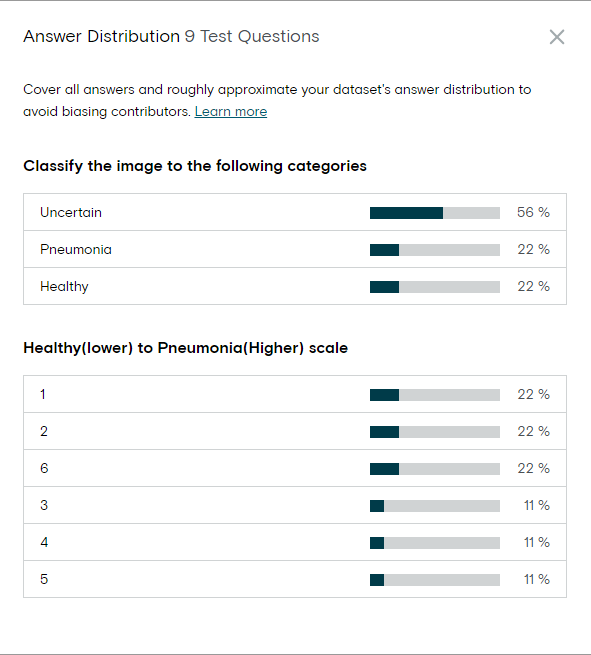 Answer Distribution 9 Test Questions
Cover all answers and roughly approximate your dataset's answer distribution to
avoid biasing contributors. Learn more
Classify the image to the following categories
Uncertain 56 %
Pneumonia 22 %
Healthy 22 %
Healthy(lower) to Pneumonia(Higher) scale
1 22 %
2 22 %
6 22 %
3 11 %
4 11 %
5 11 %